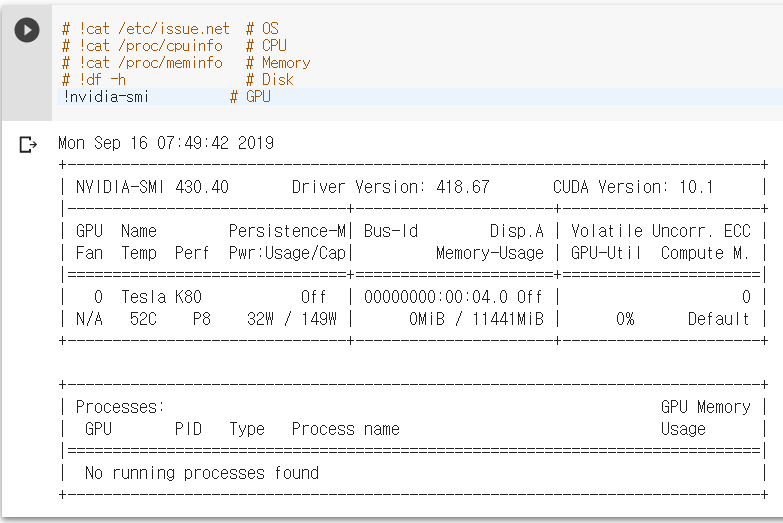 # !cat /etc/issue.net  # OS
# !cat /proc/cpuinfo   # CPU
# !cat /proc/meminfo   # Memory
# !df -h               # Disk
!nvidia-smi          # GPU
Mon Sep 16 07:49:42 2019
+-----------------------------------------------------------------------------+
| NVIDIA-SMI 430.40       Driver Version: 418.67       CUDA Version: 10.1     |
|-------------------------------+----------------------+----------------------+
| GPU  Name        Persistence-M| Bus-Id        Disp.A | Volatile Uncorr. ECC |
| Fan  Temp  Perf  Pwr:Usage/Cap|         Memory-Usage | GPU-Util  Compute M. |
|===============================+======================+======================|
|   0  Tesla K80           Off  | 00000000:00:04.0 Off |                    0 |
| N/A   52C    P8    32W / 149W |      0MiB / 11441MiB |      0%      Default |
+-------------------------------+----------------------+----------------------+
+-----------------------------------------------------------------------------+
| Processes:                                                       GPU Memory |
|  GPU       PID   Type   Process name                             Usage      |
|=============================================================================|
|  No running processes found                                                 |
+-----------------------------------------------------------------------------+